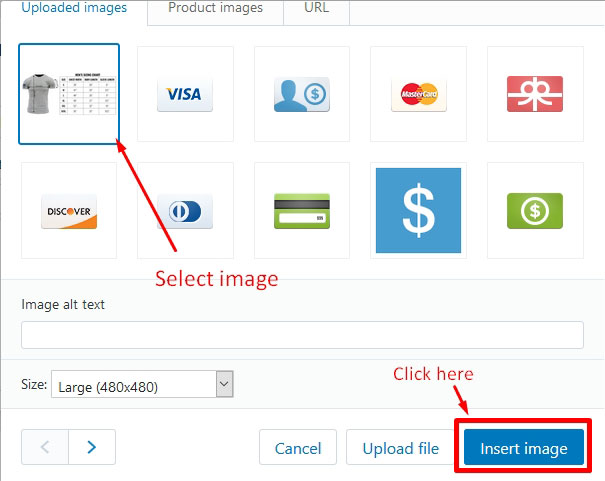 Uploaded images
Product images
URL
MEN'S SIZING CHART
VISA
MasterCard
DISCOVER
$
Select image
Image alt text
Size: Large (480x480)
Click here
Cancel
Upload file
Insert image